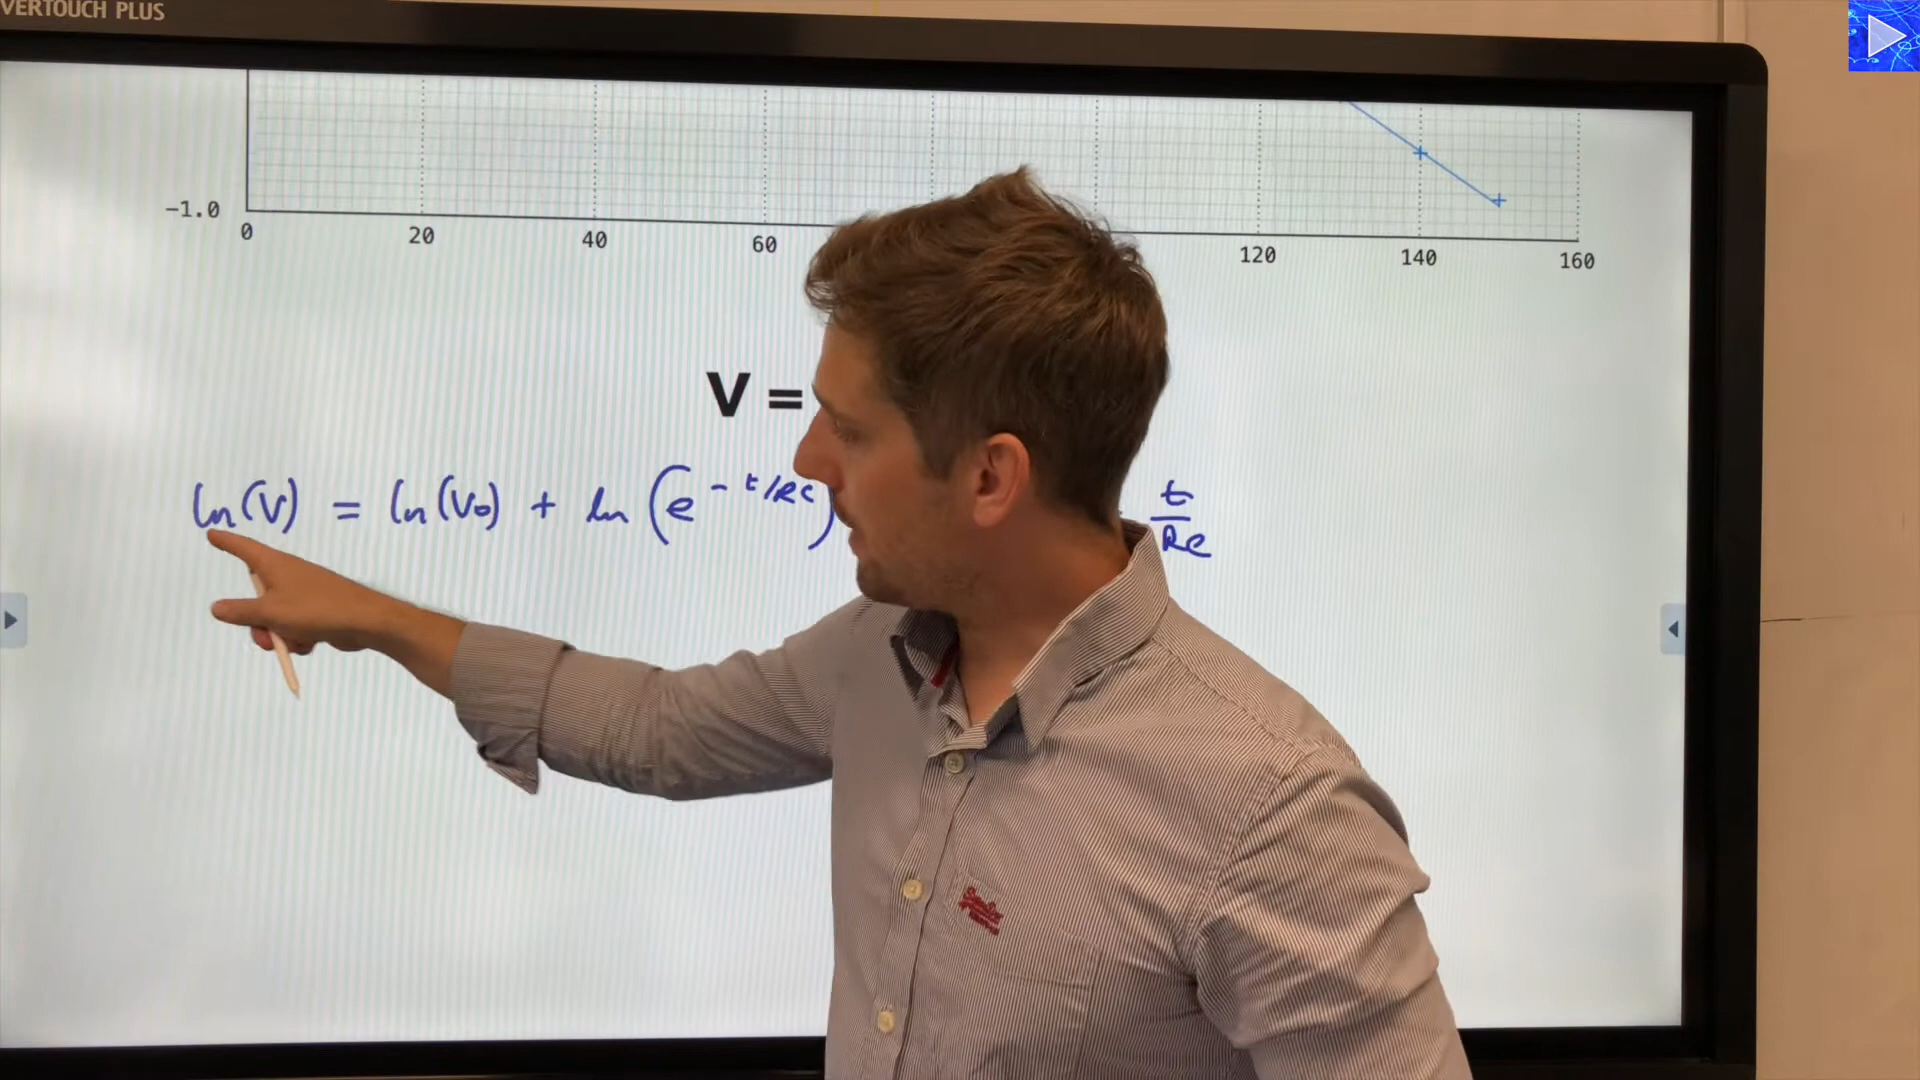 VERTOUCH PLUS
-1.0
0 20 40 60 120 140 160
V =
ln(V) = ln(V₀) + ln(e^-t/RC) t/RC